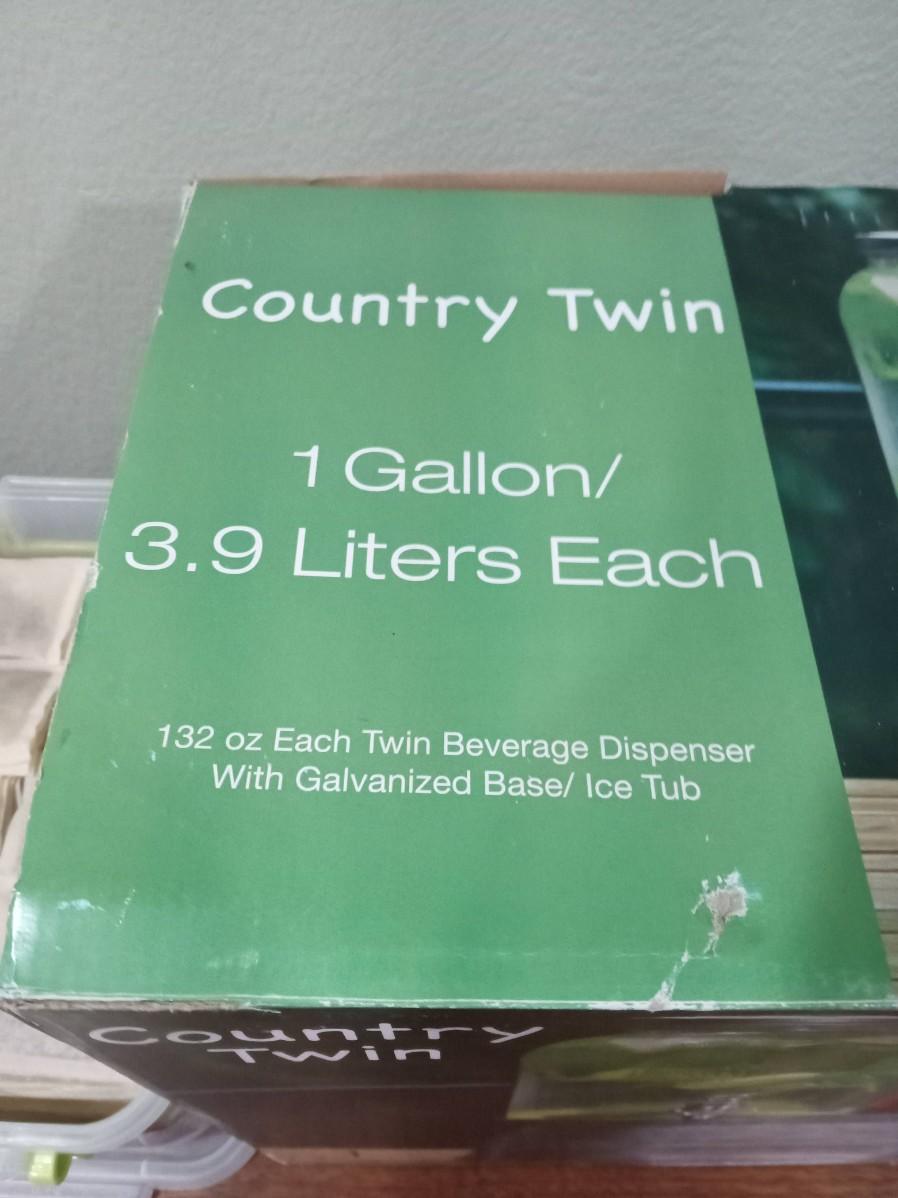 Country Twin
1 Gallon/
3.9 Liters Each
132 oz Each Twin Beverage Dispenser
With Galvanized Base/ Ice Tub
Country
Twin